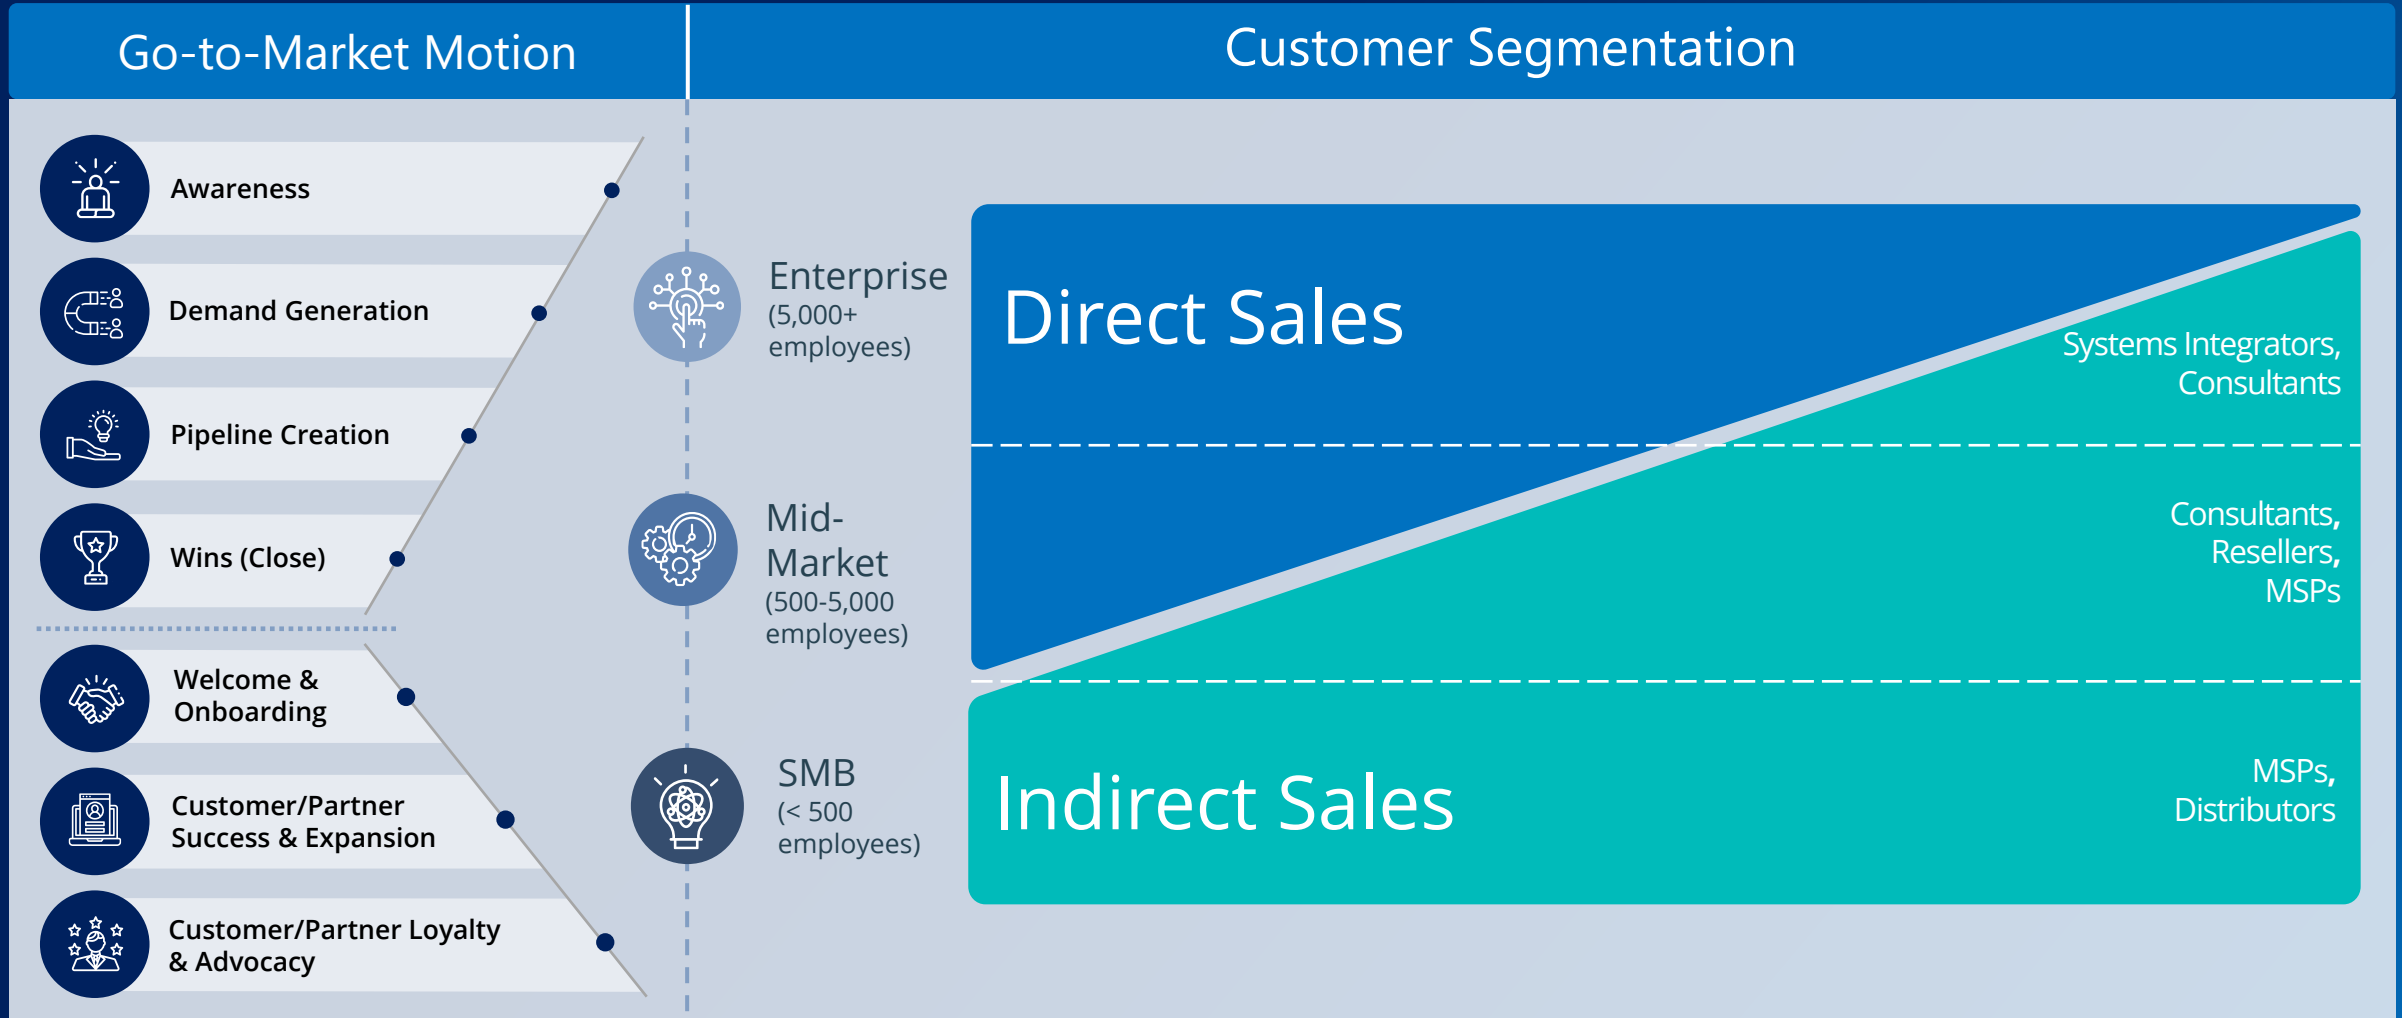 Go-to-Market Motion
Customer Segmentation
Awareness
Demand Generation
Pipeline Creation
Wins (Close)
Welcome &
Onboarding
Customer/Partner
Success & Expansion
Customer/Partner Loyalty
& Advocacy
Enterprise
(5,000+
employees)
Mid-
Market
(500-5,000
employees)
SMB
(< 500
employees)
Direct Sales
Systems Integrators,
Consultants
Consultants,
Resellers,
MSPs
Indirect Sales
MSPs,
Distributors